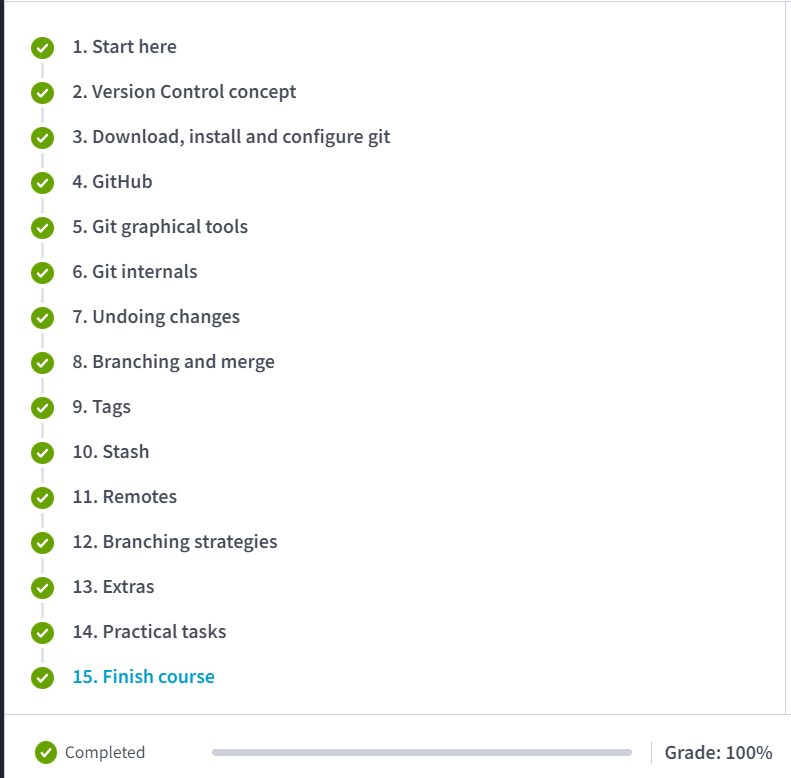 1. Start here
2. Version Control concept
3. Download, install and configure git
4. GitHub
5. Git graphical tools
6. Git internals
7. Undoing changes
8. Branching and merge
9. Tags
10. Stash
11. Remotes
12. Branching strategies
13. Extras
14. Practical tasks
15. Finish course
Completed Grade: 100%